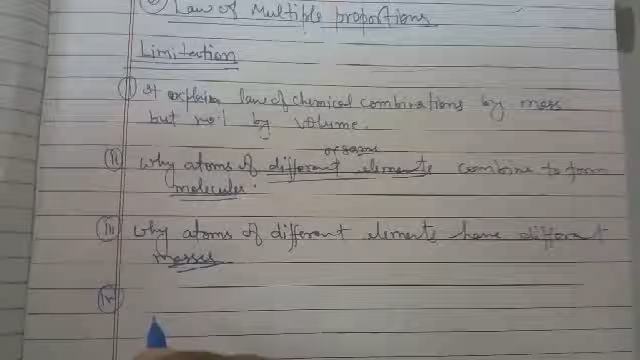 Law of Multiple proportions
Limitation
(i) It explain law of chemical combinations by mass
but not by volume.
or same
(ii) why atoms of different elements combine to form
molecules.
(iii) why atoms of different elements have different
masses
(iv)